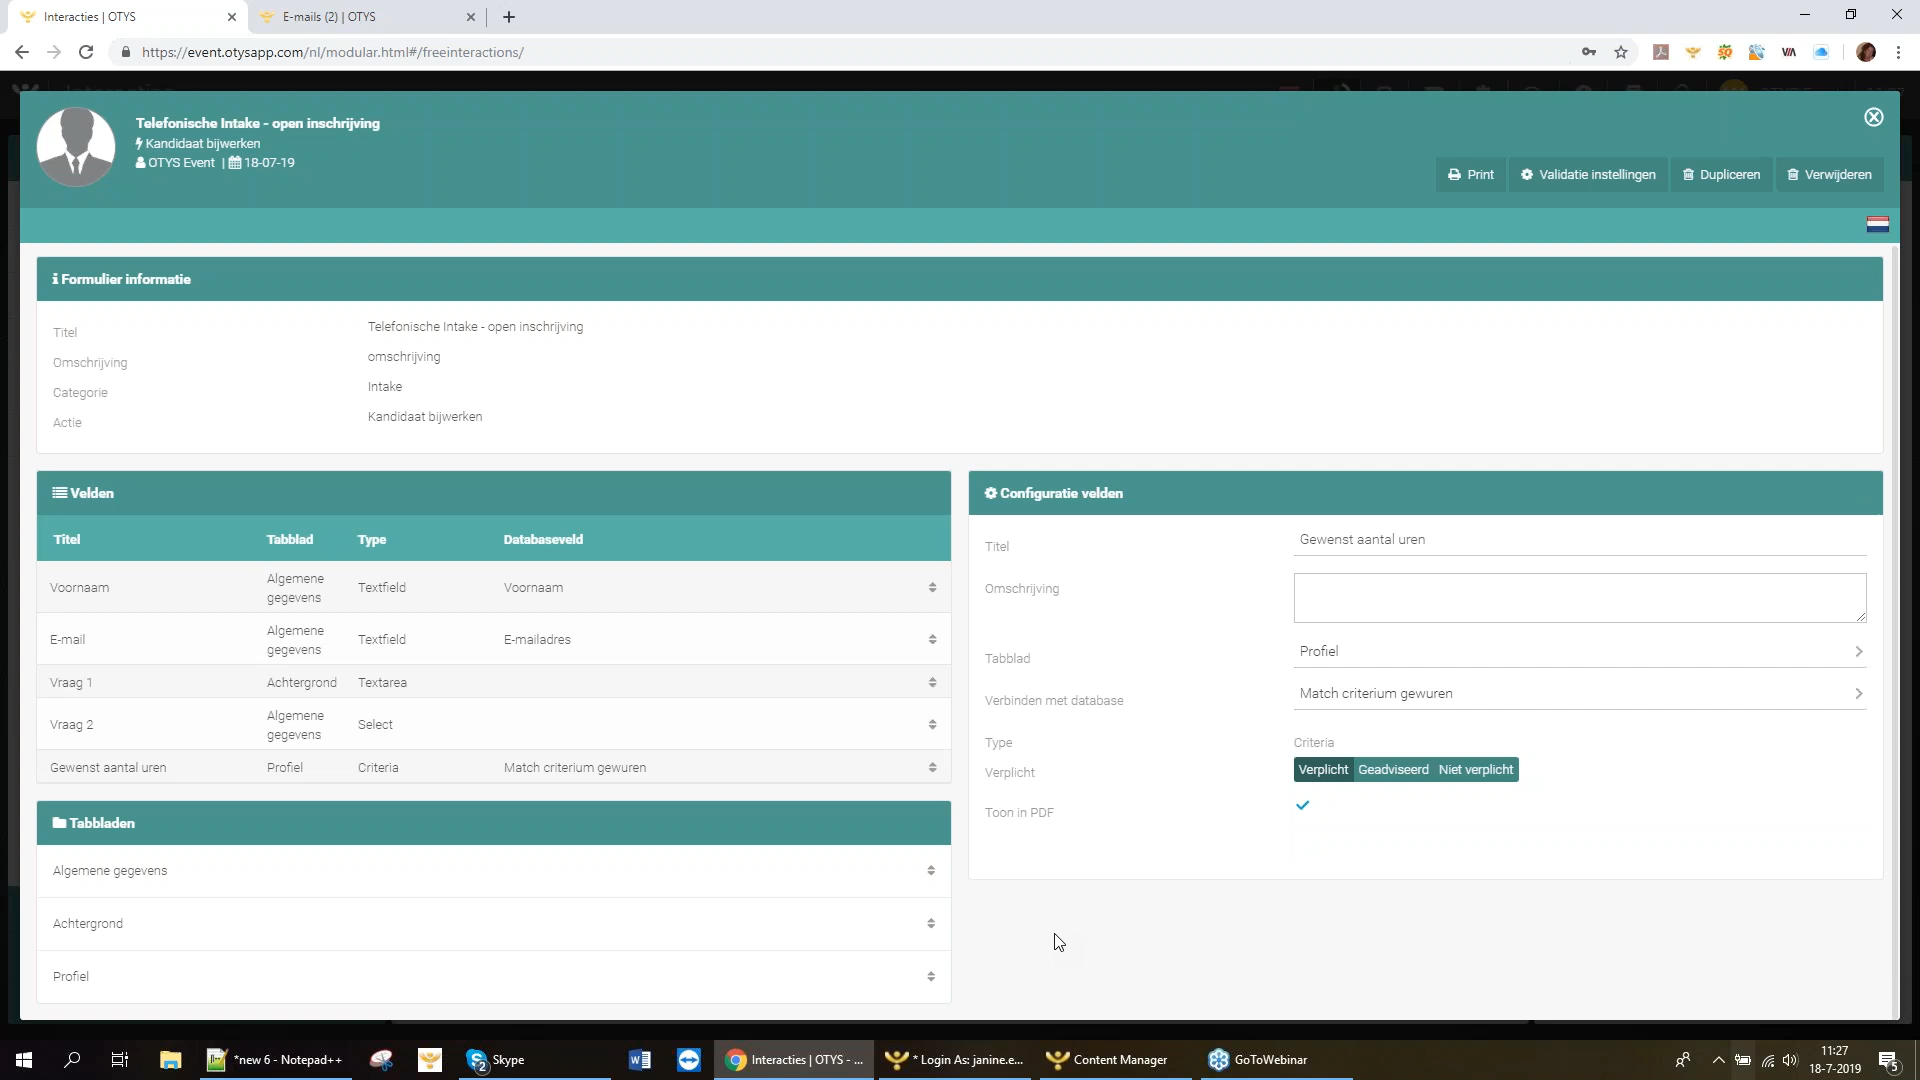 Interacties | OTYS
E-mails (2) | OTYS
https://event.otysapp.com/nl/modular.html#/freeinteractions/
Telefonische Intake - open inschrijving
Kandidaat bijwerken
OTYS Event | 18-07-19
Print
Validatie instellingen
Dupliceren
Verwijderen
Formulier informatie
Titel Telefonische Intake - open inschrijving
Omschrijving omschrijving
Categorie Intake
Actie Kandidaat bijwerken
Velden
Titel Tabblad Type Databaseveld
Voornaam Algemene gegevens Textfield Voornaam
E-mail Algemene gegevens Textfield E-mailadres
Vraag 1 Achtergrond Textarea
Vraag 2 Algemene gegevens Select
Gewenst aantal uren Profiel Criteria Match criterium gewuren
Tabbladen
Algemene gegevens
Achtergrond
Profiel
Configuratie velden
Titel Gewenst aantal uren
Omschrijving
Tabblad Profiel
Verbinden met database Match criterium gewuren
Type Criteria
Verplicht Verplicht Geadviseerd Niet verplicht
Toon in PDF
*new 6 - Notepad++
Skype
2
Interacties | OTYS - ...
* Login As: janine.e...
Content Manager
GoToWebinar
11:27
18-7-2019
5